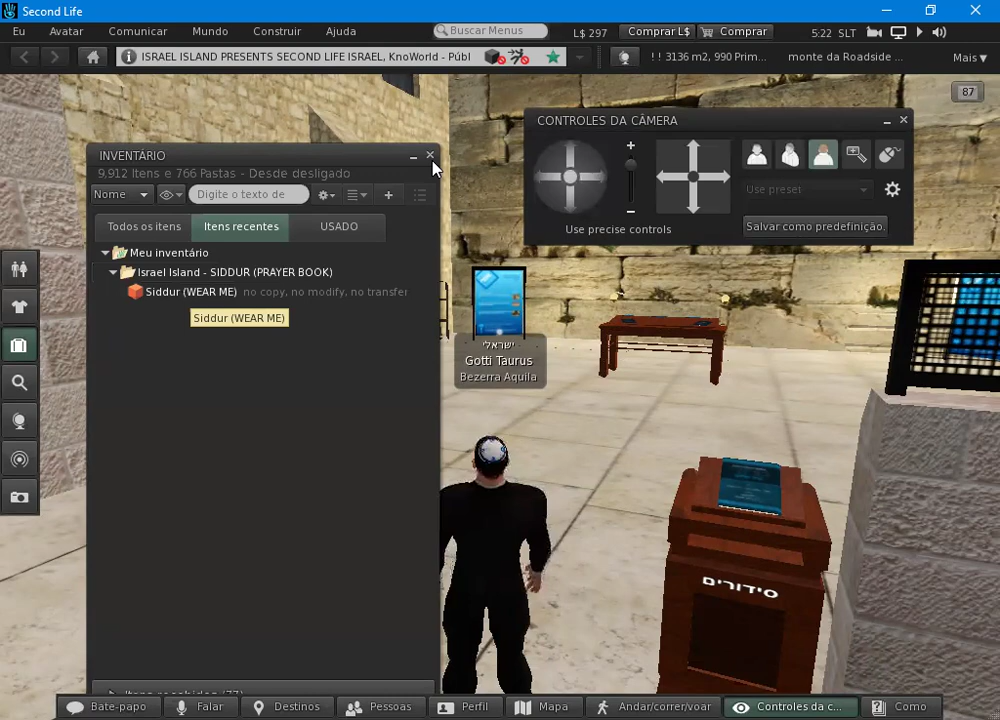 Second Life
Eu Avatar Comunicar Mundo Construir Ajuda Buscar Menus L$ 297 Comprar L$ Comprar 5:22 SLT
ISRAEL ISLAND PRESENTS SECOND LIFE ISRAEL, KnoWorld - Públ !! 3136 m2, 990 Prim... monte da Roadside ... Mais
87
CONTROLES DA CÂMERA
Use preset
Use precise controls
Salvar como predefinição.
INVENTÁRIO
9,912 Itens e 766 Pastas - Desde desligado
Nome Digite o texto de
Todos os itens Itens recentes USADO
Meu inventário
Israel Island - SIDDUR (PRAYER BOOK)
Siddur (WEAR ME) no copy, no modify, no transfer
Siddur (WEAR ME)
ישראלי
Gotti Taurus
Bezerra Aquila
סידורים
Bate-papo Falar Destinos Pessoas Perfil Mapa Andar/correr/voar Controles da c... Como